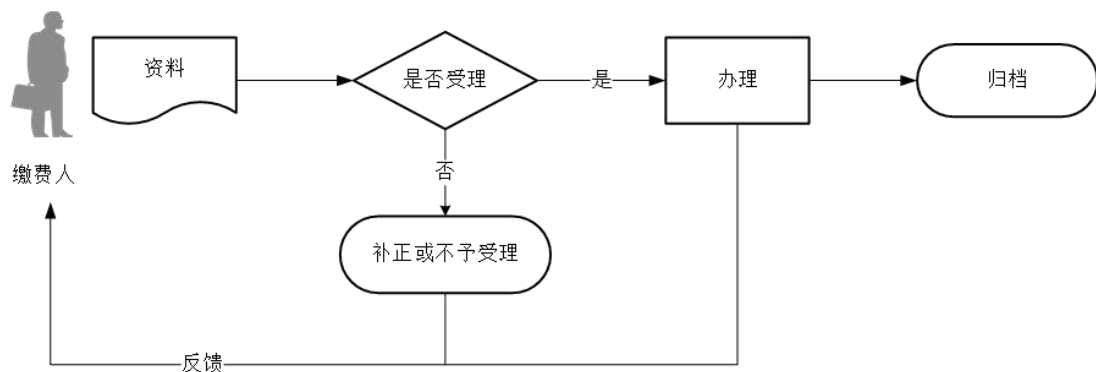 资料
是否受理
是
办理
归档
缴费人
否
补正或不予受理
反馈